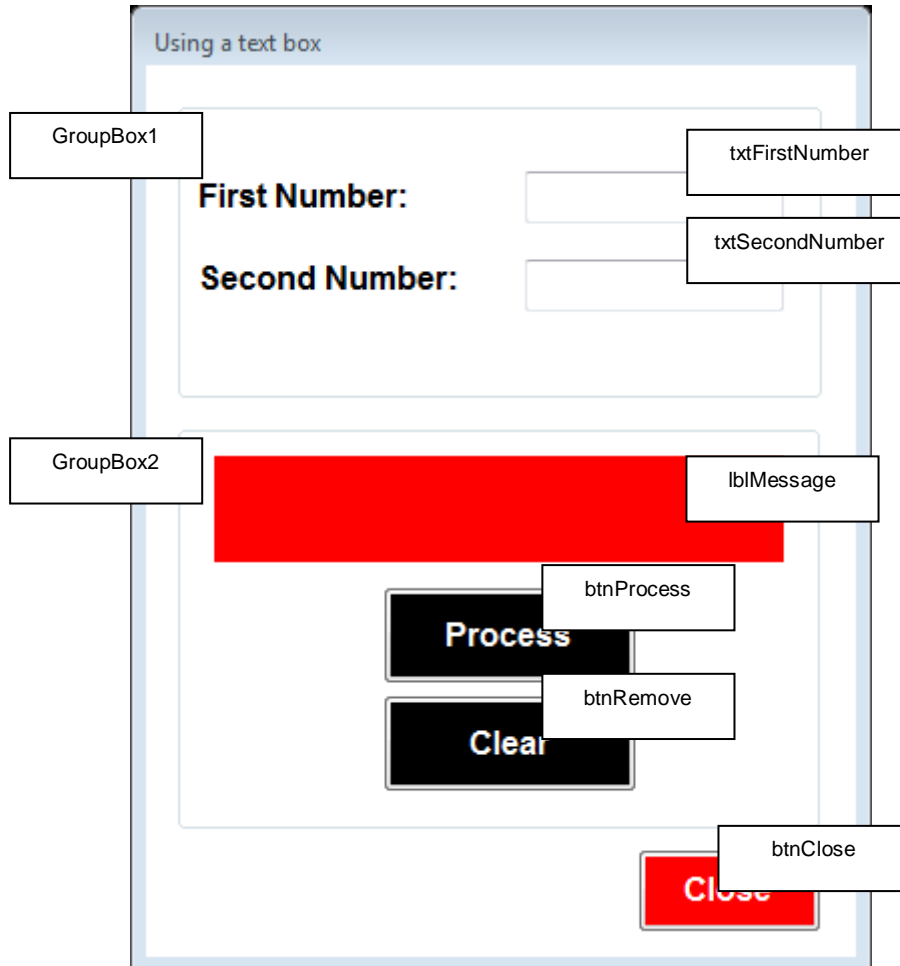 Using a text box
GroupBox1
txtFirstNumber
First Number:
txtSecondNumber
Second Number:
GroupBox2
lblMessage
btnProcess
Process
btnRemove
Clear
btnClose
Close